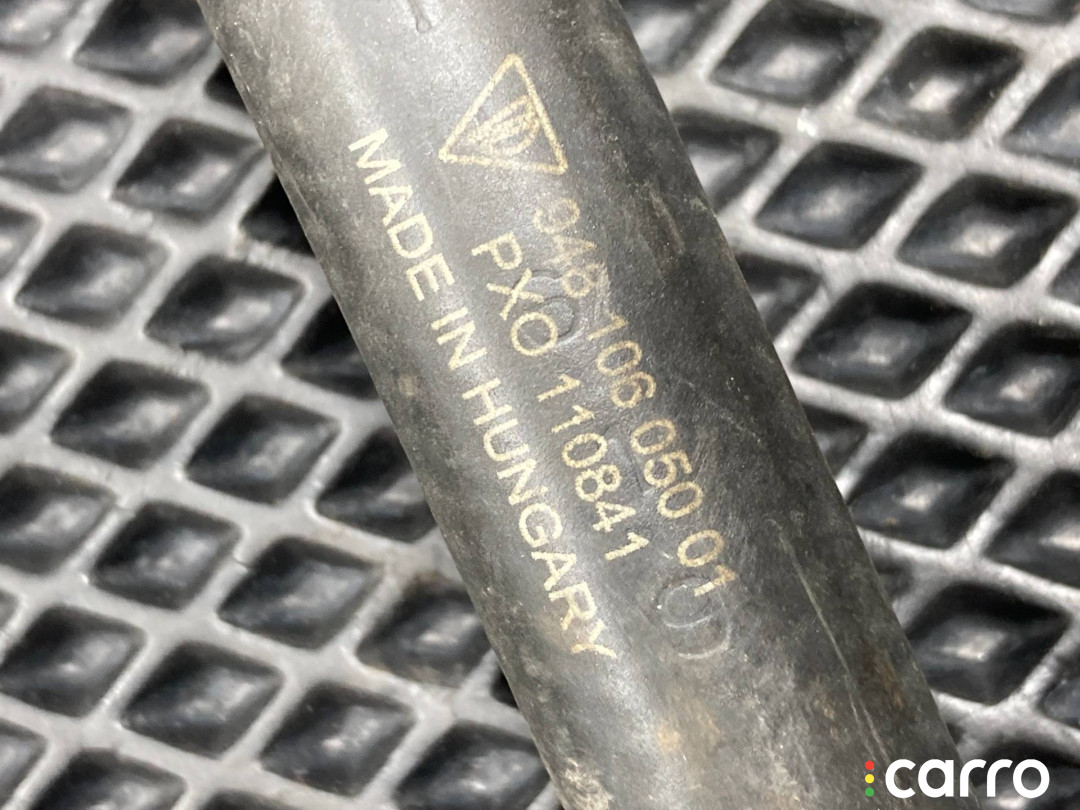 948 106 050 01
PXO 110841
MADE IN HUNGARY
carro